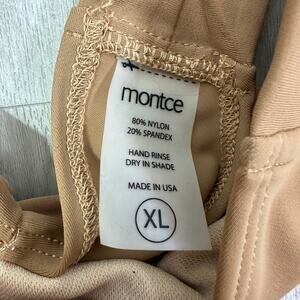 montce
80% NYLON
20% SPANDEX
HAND RINSE
DRY IN SHADE
MADE IN USA
XL